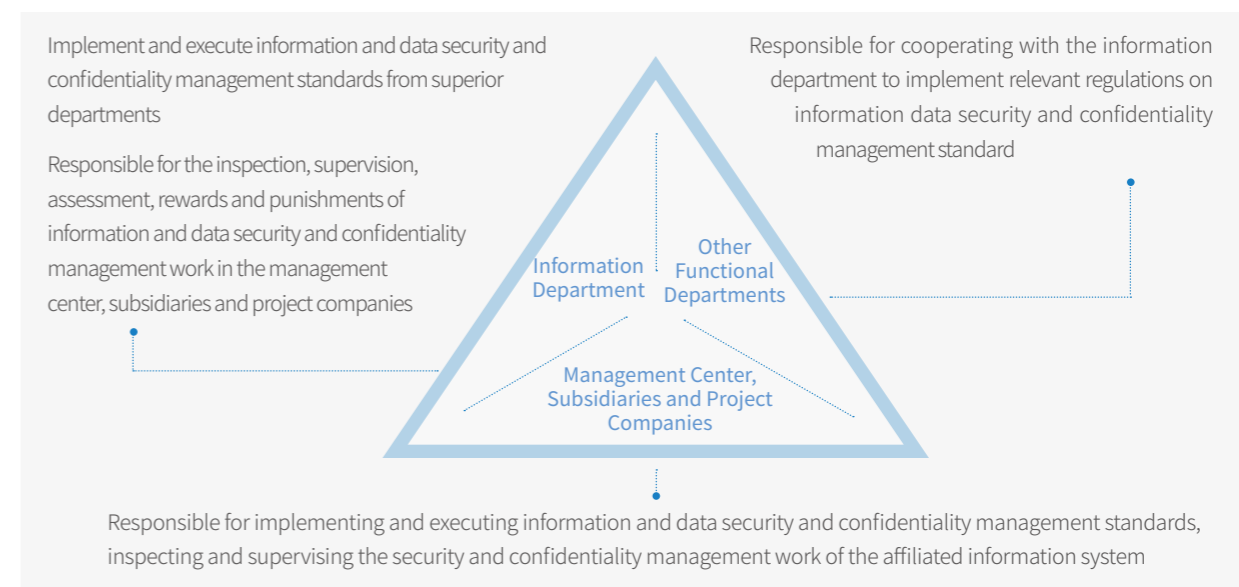 Implement and execute information and data security and
confidentiality management standards from superior
departments
Responsible for the inspection, supervision,
assessment, rewards and punishments of
information and data security and confidentiality
management work in the management
center, subsidiaries and project companies
Responsible for cooperating with the information
department to implement relevant regulations on
information data security and confidentiality
management standard
Information
Department
Other
Functional
Departments
Management Center,
Subsidiaries and Project
Companies
Responsible for implementing and executing information and data security and confidentiality management standards,
inspecting and supervising the security and confidentiality management work of the affiliated information system